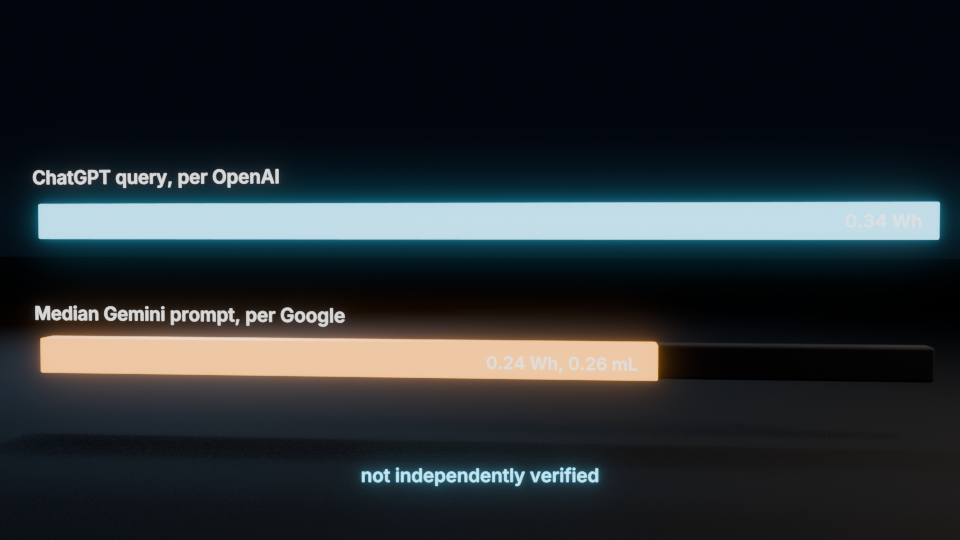 ChatGPT query, per OpenAI
0.34 Wh
Median Gemini prompt, per Google
0.24 Wh, 0.26 mL
not independently verified